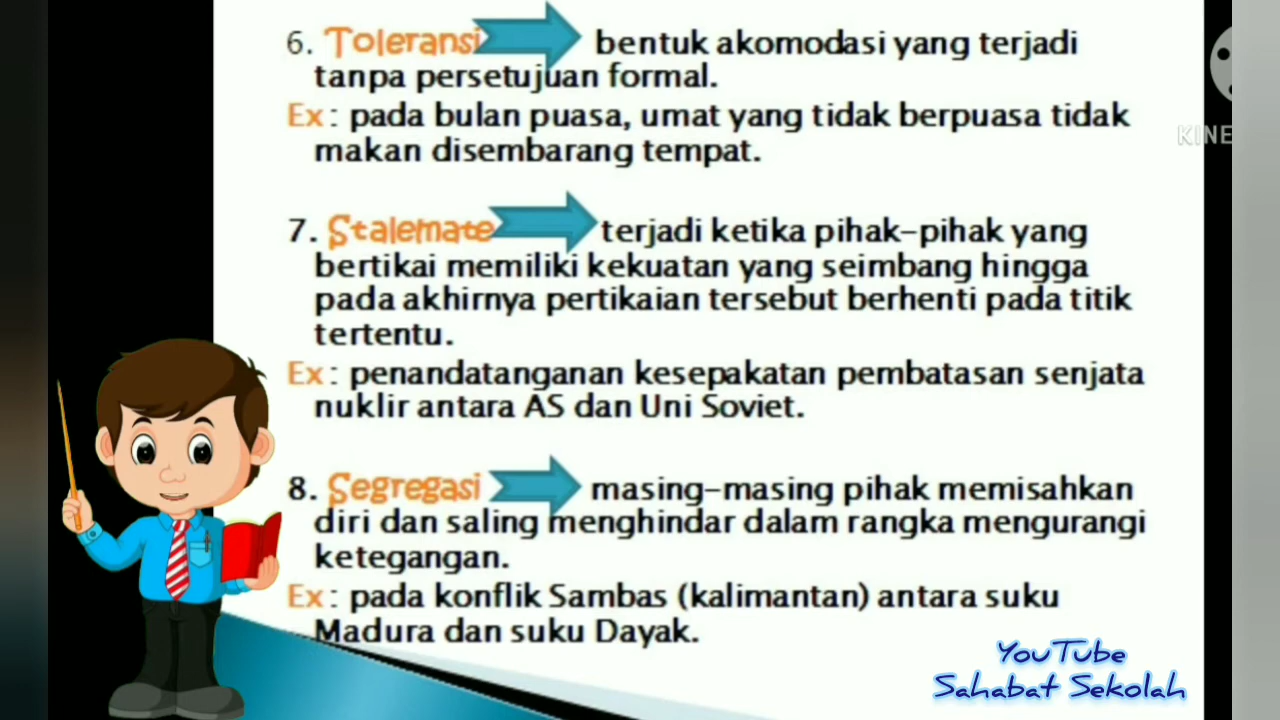 6. Toleransi bentuk akomodasi yang terjadi
tanpa persetujuan formal.
Ex : pada bulan puasa, umat yang tidak berpuasa tidak
makan disembarang tempat.
7. Stalemate terjadi ketika pihak-pihak yang
bertikai memiliki kekuatan yang seimbang hingga
pada akhirnya pertikaian tersebut berhenti pada titik
tertentu.
Ex : penandatanganan kesepakatan pembatasan senjata
nuklir antara AS dan Uni Soviet.
8. Segregasi masing-masing pihak memisahkan
diri dan saling menghindar dalam rangka mengurangi
ketegangan.
Ex : pada konflik Sambas (kalimantan) antara suku
Madura dan suku Dayak.
KINE
YouTube
Sahabat Sekolah